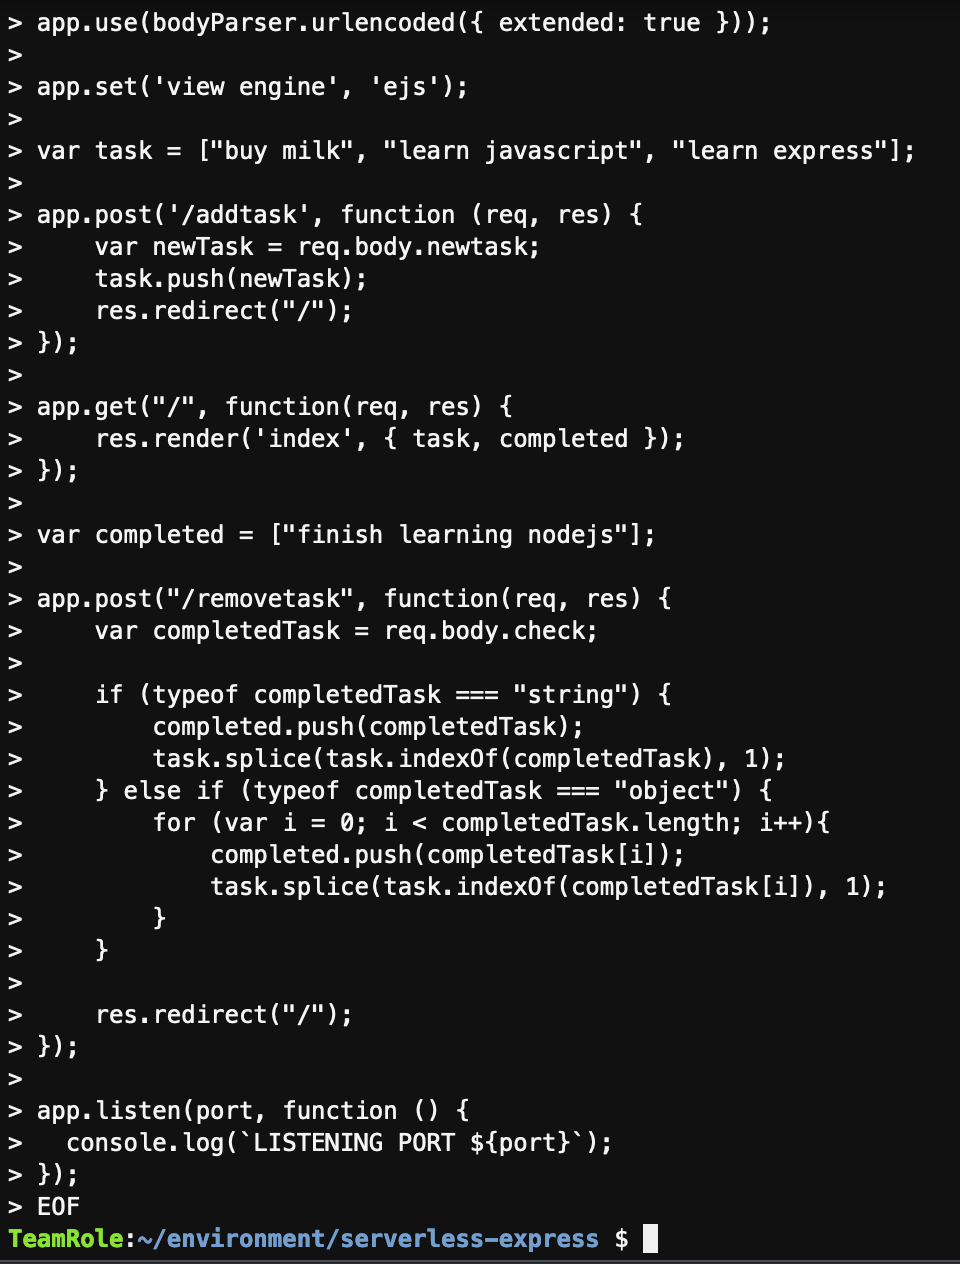 > app.use(bodyParser.urlencoded({ extended: true }));
>
> app.set('view engine', 'ejs');
>
> var task = ["buy milk", "learn javascript", "learn express"];
>
> app.post('/addtask', function (req, res) {
>     var newTask = req.body.newtask;
>     task.push(newTask);
>     res.redirect("/");
> });
>
> app.get("/", function(req, res) {
>     res.render('index', { task, completed });
> });
>
> var completed = ["finish learning nodejs"];
>
> app.post("/removetask", function(req, res) {
>     var completedTask = req.body.check;
>
>     if (typeof completedTask === "string") {
>         completed.push(completedTask);
>         task.splice(task.indexOf(completedTask), 1);
>     } else if (typeof completedTask === "object") {
>         for (var i = 0; i < completedTask.length; i++){
>             completed.push(completedTask[i]);
>             task.splice(task.indexOf(completedTask[i]), 1);
>         }
>     }
>
>     res.redirect("/");
> });
>
> app.listen(port, function () {
>   console.log(`LISTENING PORT ${port}`);
> });
> EOF
TeamRole:~/environment/serverless-express $